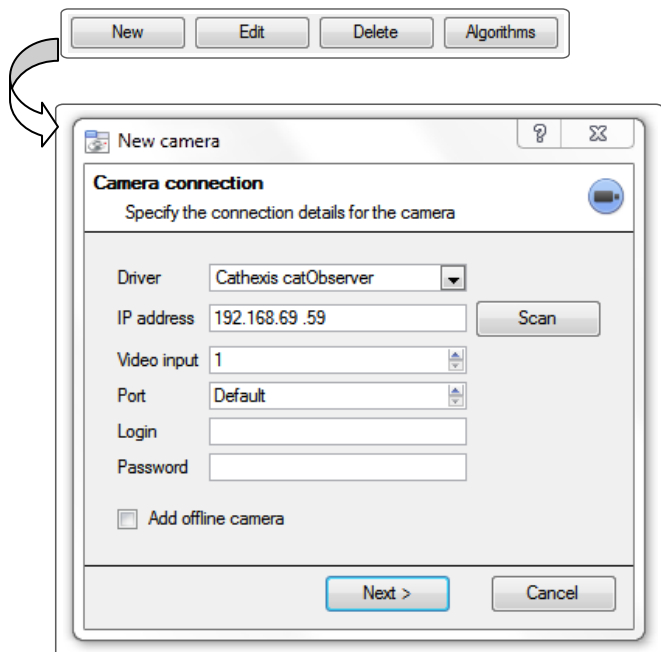 New Edit Delete Algorithms
New camera
Camera connection
Specify the connection details for the camera
Driver Cathexis catObserver
IP address 192.168.69 .59 Scan
Video input 1
Port Default
Login
Password
Add offline camera
Next > Cancel